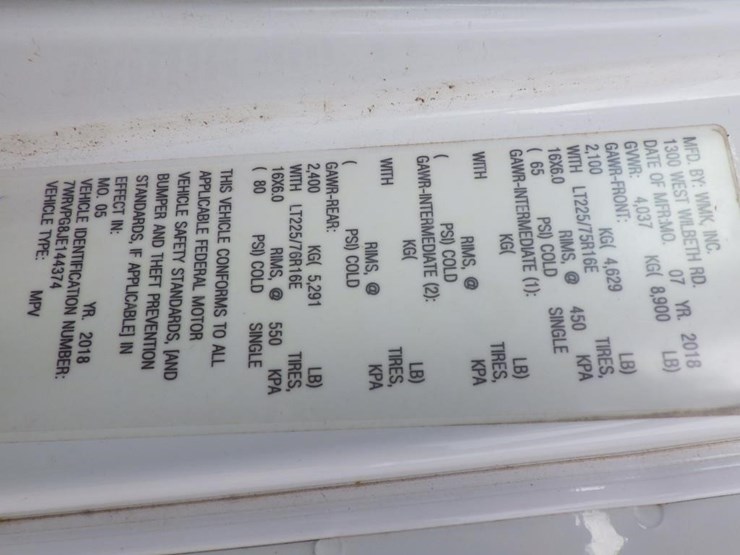 MFD. BY: WMK, INC.
1300 WEST WILBETH RD.
DATE OF MFR:MO. 07 YR. 2018
GVWR: 4,037 KG( 8,900 LB)
GAWR-FRONT:
2,100 KG( 4,629 LB)
WITH LT225/75R16E TIRES,
16X6.0 RIMS, @ 450 KPA
( 65 PSI) COLD SINGLE
GAWR-INTERMEDIATE (1):
KG( LB)
WITH TIRES,
RIMS, @ KPA
( PSI) COLD
GAWR-INTERMEDIATE (2):
KG( LB)
WITH TIRES,
RIMS, @ KPA
( PSI) COLD
GAWR-REAR:
2,400 KG( 5,291 LB)
WITH LT225/76R16E TIRES,
16X6.0 RIMS, @ 550 KPA
( 80 PSI) COLD SINGLE
THIS VEHICLE CONFORMS TO ALL
APPLICABLE FEDERAL MOTOR
VEHICLE SAFETY STANDARDS, [AND
BUMPER AND THEFT PREVENTION
STANDARDS, IF APPLICABLE] IN
EFFECT IN:
MO. 05 YR. 2018
VEHICLE IDENTIFICATION NUMBER:
7WRVPG8JE144374
VEHICLE TYPE: MPV